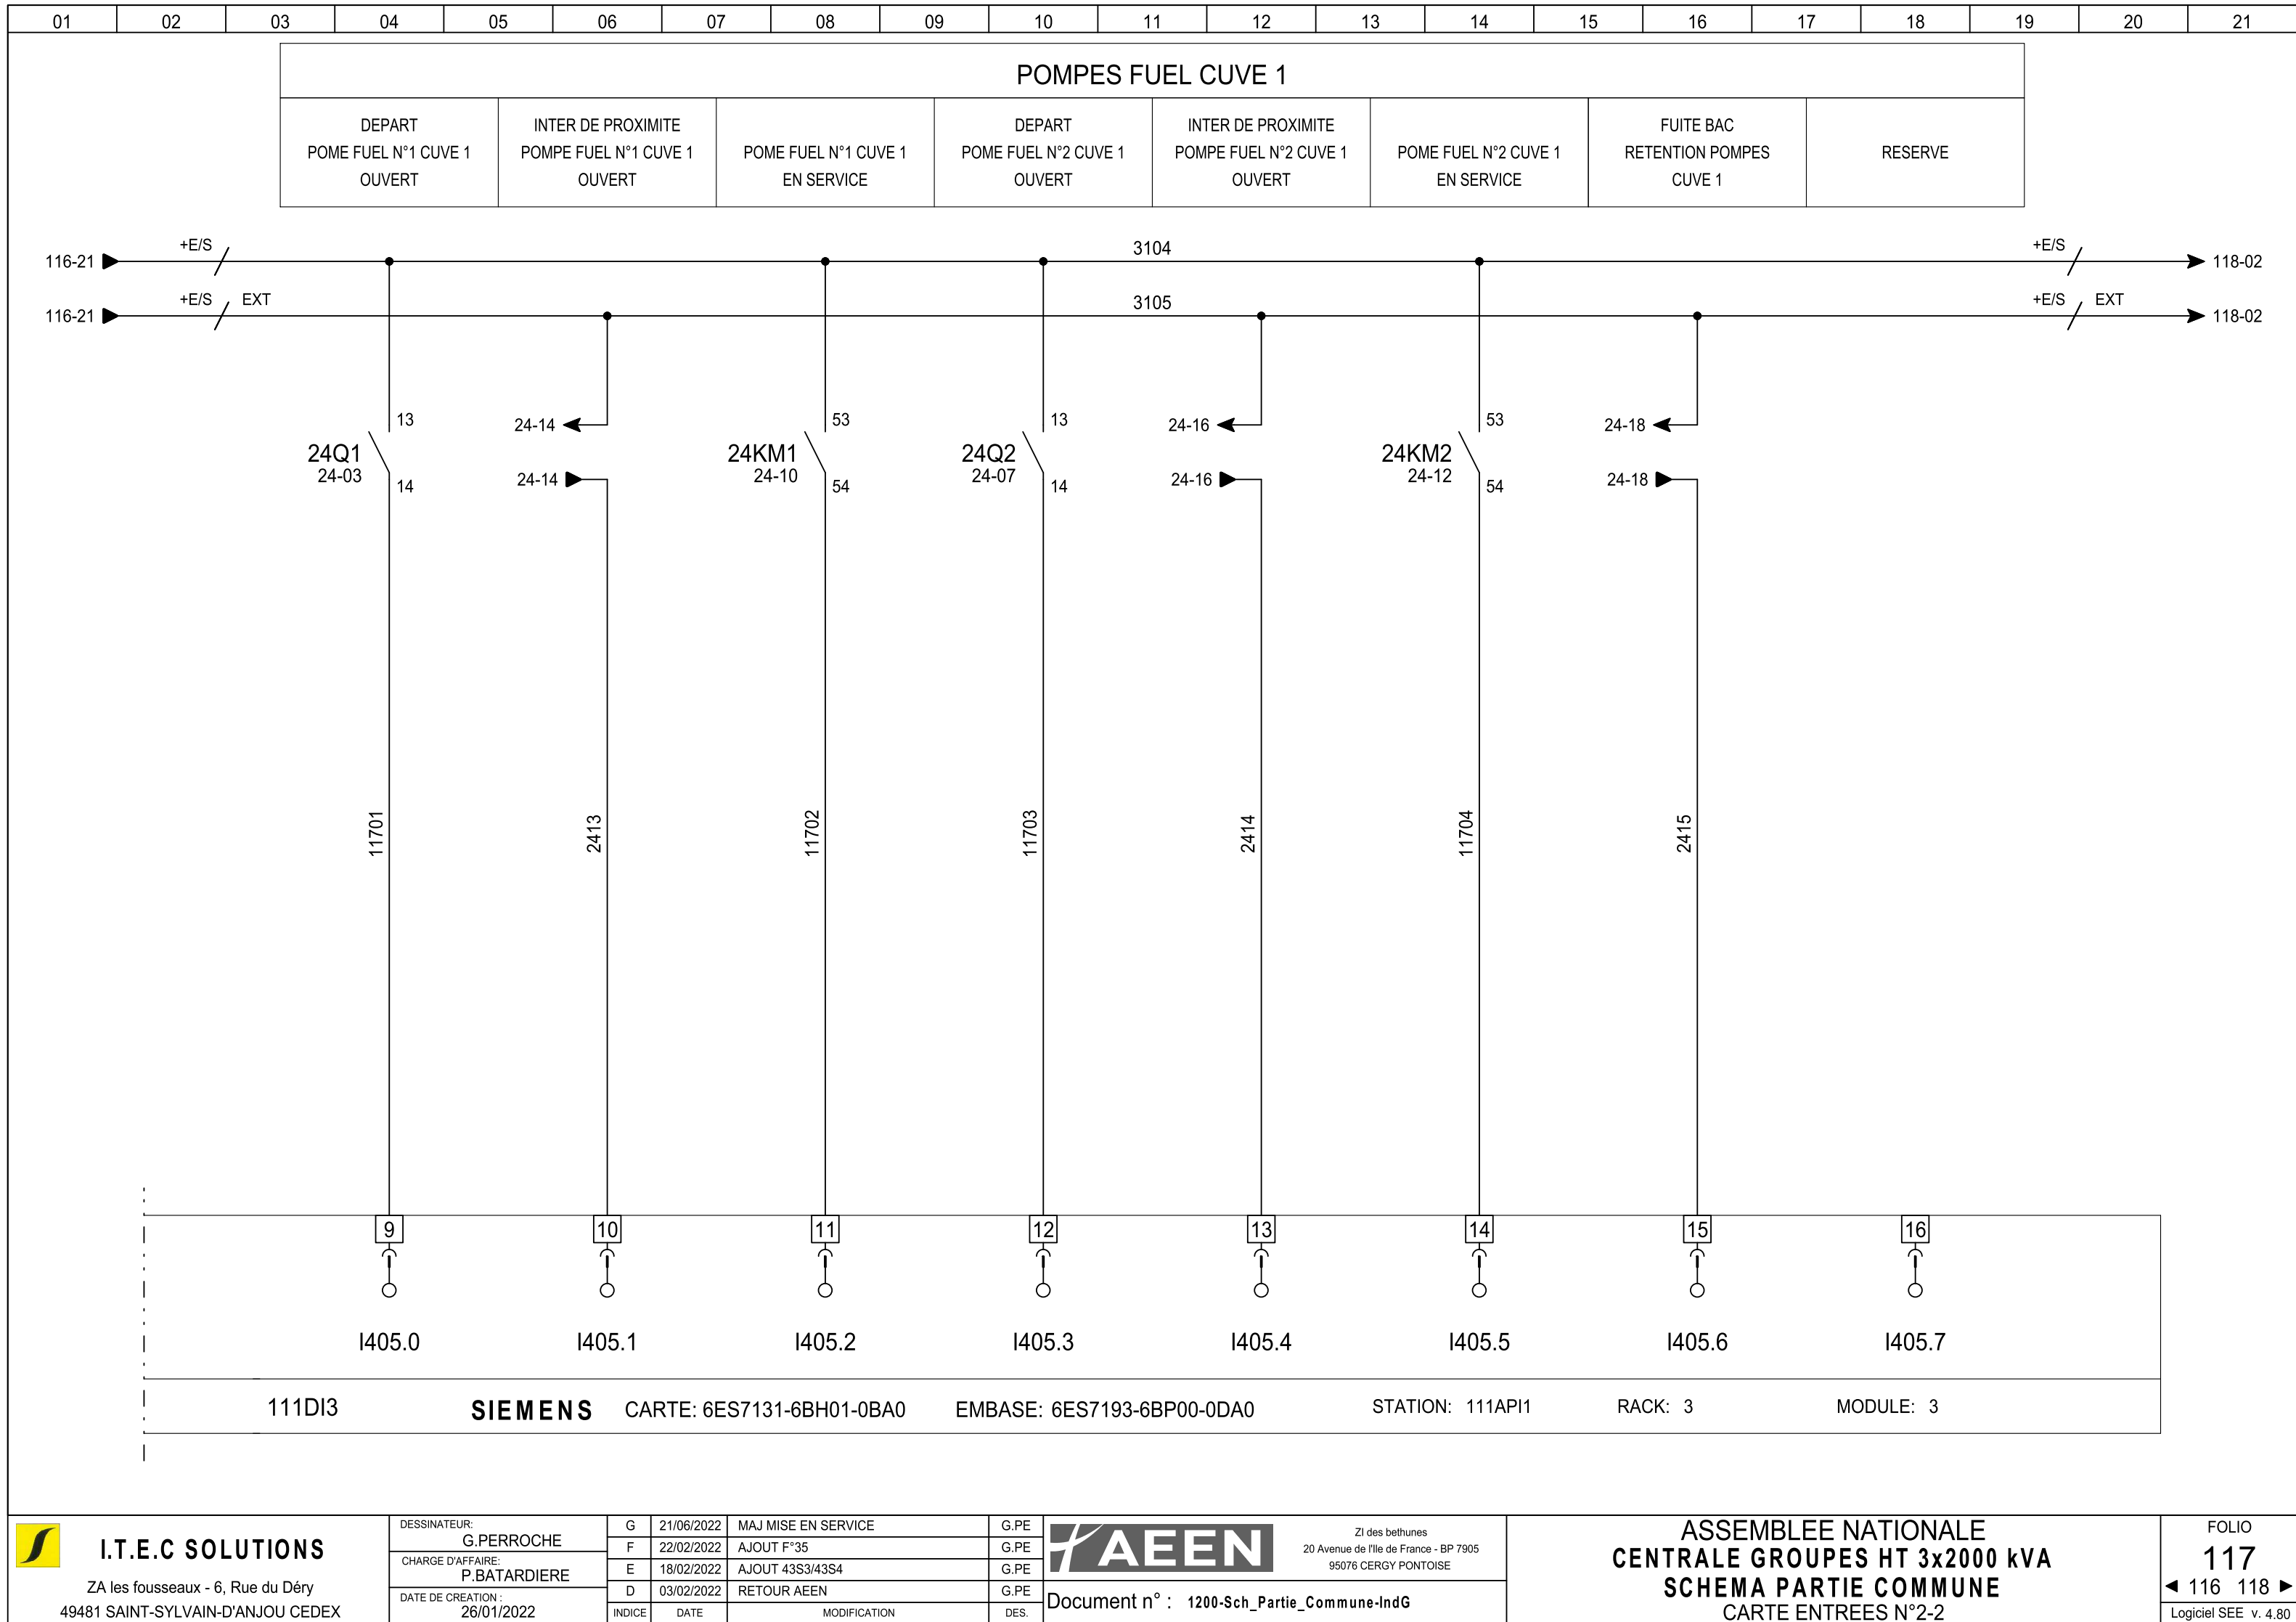 01 02 03 04 05 06 07 08 09 10 11 12 13 14 15 16 17 18 19 20 21
POMPES FUEL CUVE 1
DEPART
POME FUEL N°1 CUVE 1
OUVERT
INTER DE PROXIMITE
POMPE FUEL N°1 CUVE 1
OUVERT
POME FUEL N°1 CUVE 1
EN SERVICE
DEPART
POME FUEL N°2 CUVE 1
OUVERT
INTER DE PROXIMITE
POMPE FUEL N°2 CUVE 1
OUVERT
POME FUEL N°2 CUVE 1
EN SERVICE
FUITE BAC
RETENTION POMPES
CUVE 1
RESERVE
116-21 +E/S 3104 +E/S 118-02
116-21 +E/S EXT 3105 +E/S EXT 118-02
13
24Q1
24-03
14
24-14
24-14
53
24KM1
24-10
54
13
24Q2
24-07
14
24-16
24-16
53
24KM2
24-12
54
24-18
24-18
11701 2413 11702 11703 2414 11704 2415
9 10 11 12 13 14 15 16
I405.0 I405.1 I405.2 I405.3 I405.4 I405.5 I405.6 I405.7
111DI3 SIEMENS CARTE: 6ES7131-6BH01-0BA0 EMBASE: 6ES7193-6BP00-0DA0 STATION: 111API1 RACK: 3 MODULE: 3
I.T.E.C SOLUTIONS
ZA les fousseaux - 6, Rue du Déry
49481 SAINT-SYLVAIN-D'ANJOU CEDEX
DESSINATEUR:
G.PERROCHE
CHARGE D'AFFAIRE:
P.BATARDIERE
DATE DE CREATION :
26/01/2022
G 21/06/2022 MAJ MISE EN SERVICE G.PE
F 22/02/2022 AJOUT F°35 G.PE
E 18/02/2022 AJOUT 43S3/43S4 G.PE
D 03/02/2022 RETOUR AEEN G.PE
INDICE DATE MODIFICATION DES.
AEEN
ZI des bethunes
20 Avenue de l'Ile de France - BP 7905
95076 CERGY PONTOISE
Document n° : 1200-Sch_Partie_Commune-IndG
ASSEMBLEE NATIONALE
CENTRALE GROUPES HT 3x2000 kVA
SCHEMA PARTIE COMMUNE
CARTE ENTREES N°2-2
FOLIO
117
116 118
Logiciel SEE v. 4.80